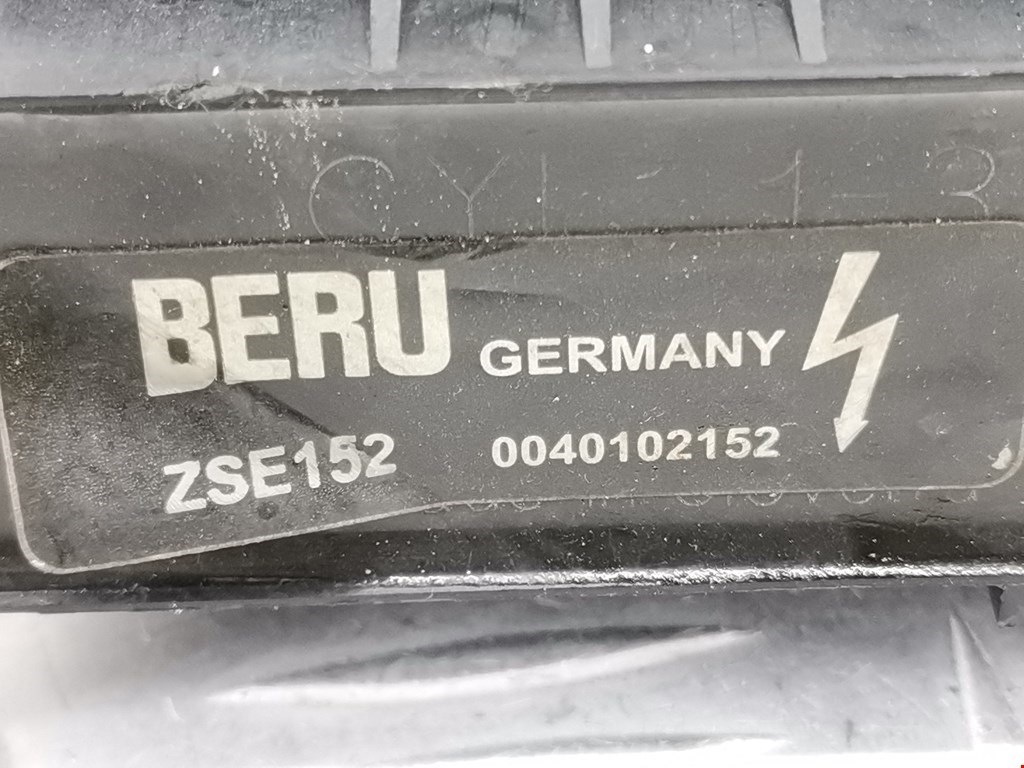 CYL 1-3
BERU GERMANY
ZSE152 0040102152